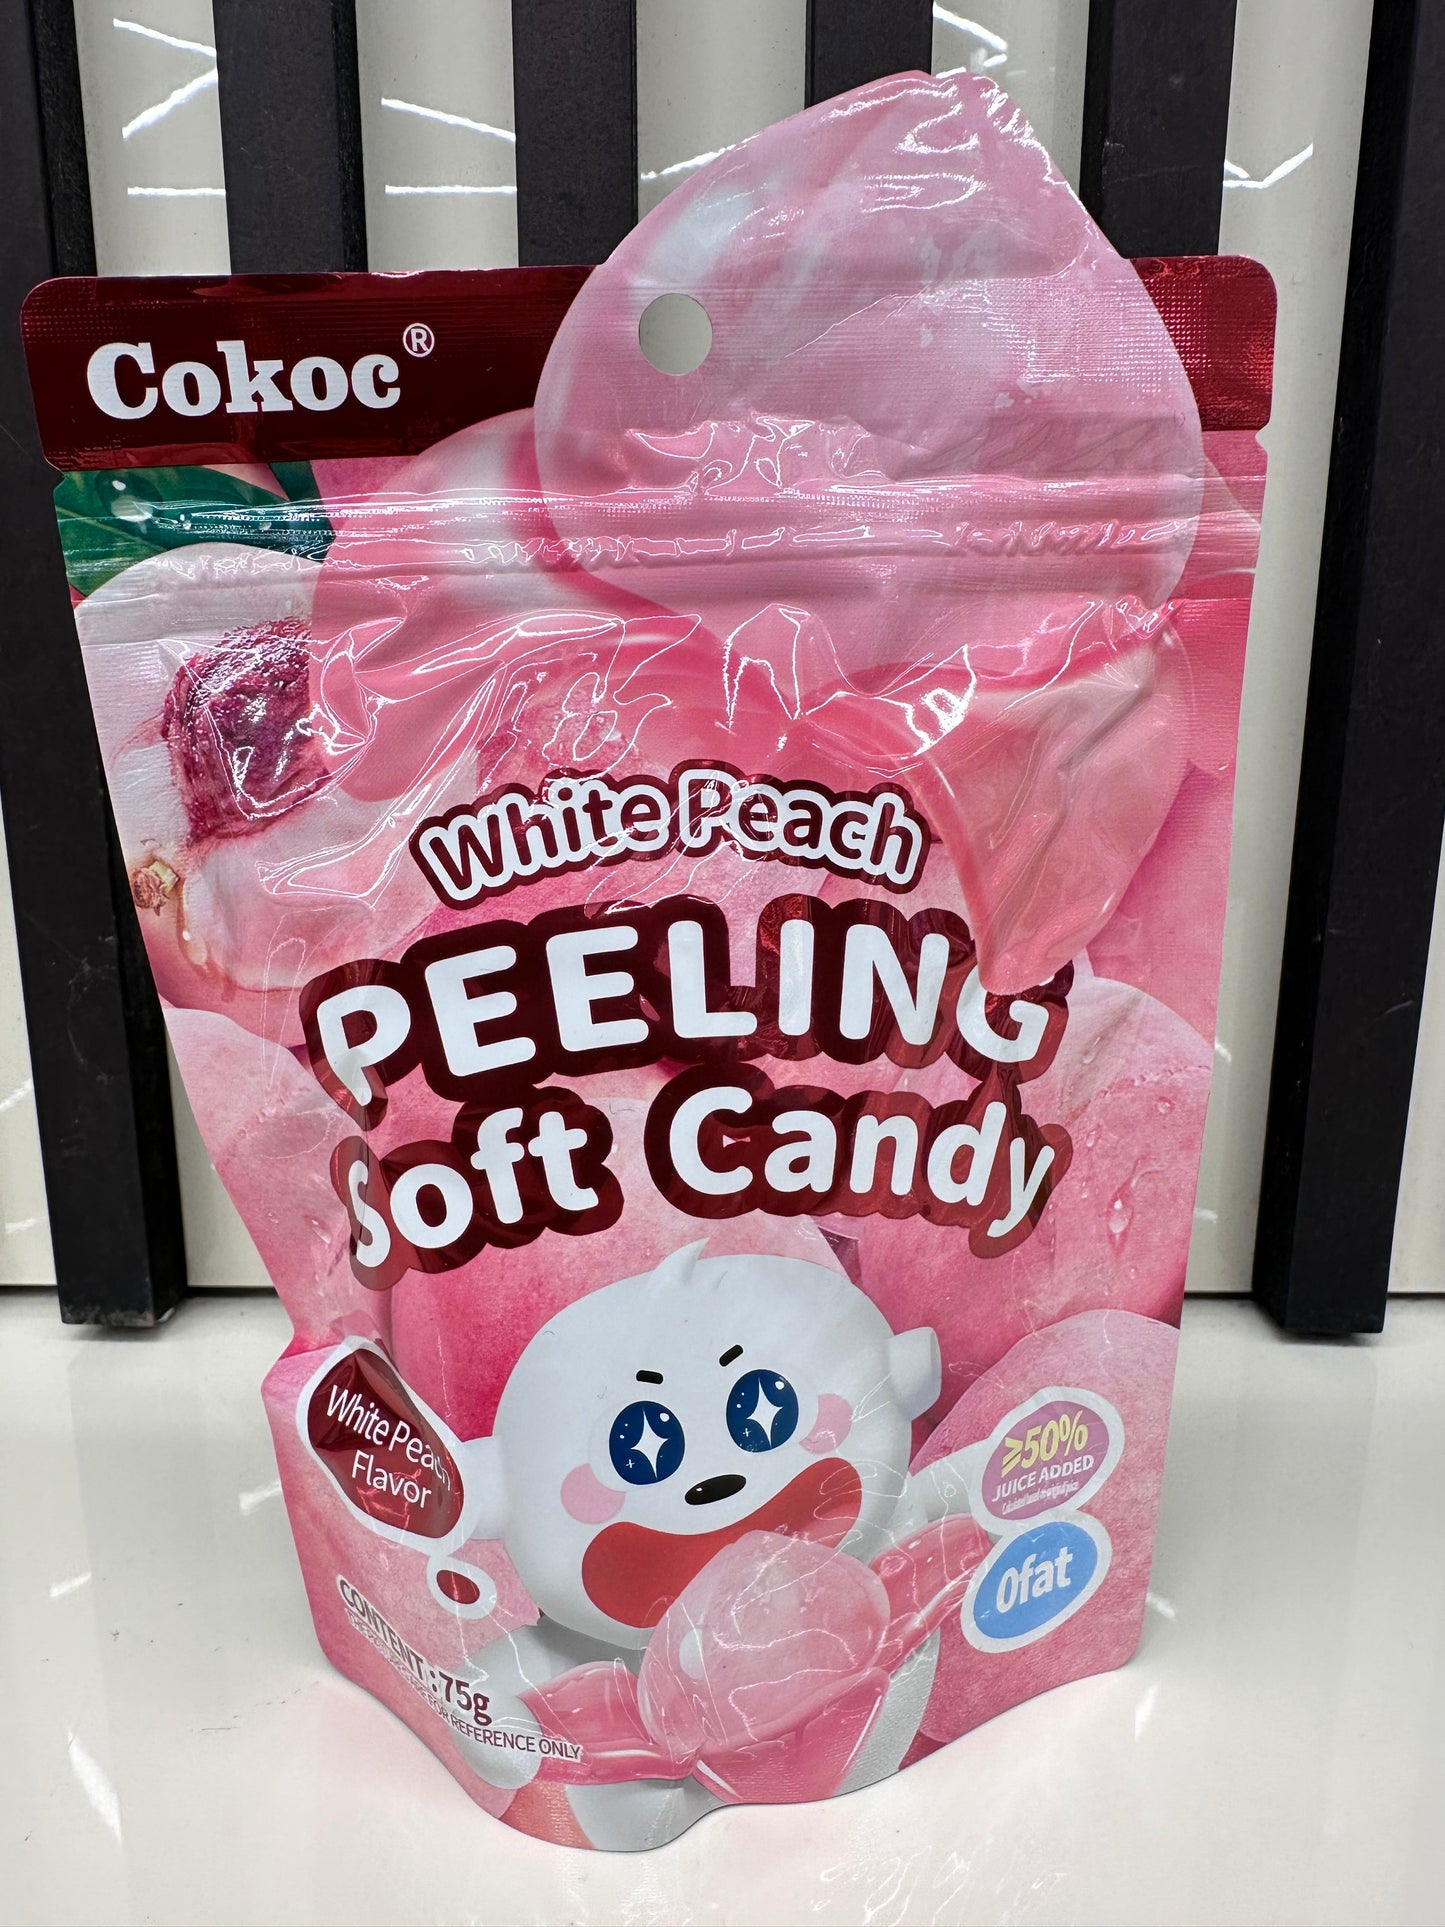 Cokoc®
White Peach
PEELING
Soft Candy
White Peach
Flavor
≥50%
JUICE ADDED
0fat
CONTENT:75g
FOR REFERENCE ONLY